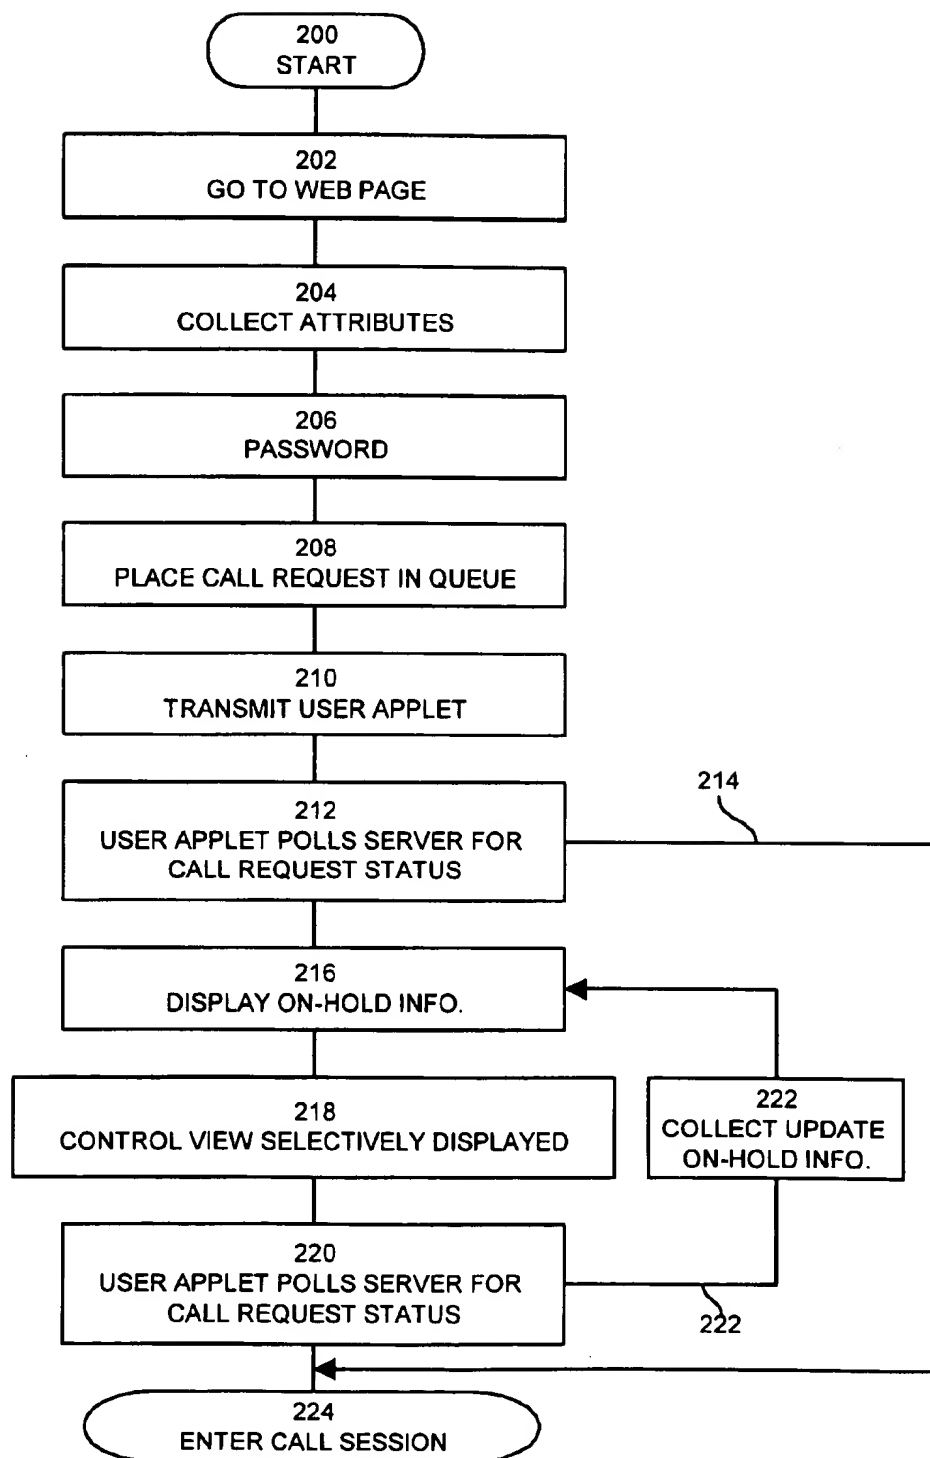 200
START
202
GO TO WEB PAGE
204
COLLECT ATTRIBUTES
206
PASSWORD
208
PLACE CALL REQUEST IN QUEUE
210
TRANSMIT USER APPLET
212
USER APPLET POLLS SERVER FOR
CALL REQUEST STATUS
214
216
DISPLAY ON-HOLD INFO.
218
CONTROL VIEW SELECTIVELY DISPLAYED
222
COLLECT UPDATE
ON-HOLD INFO.
220
USER APPLET POLLS SERVER FOR
CALL REQUEST STATUS
222
224
ENTER CALL SESSION